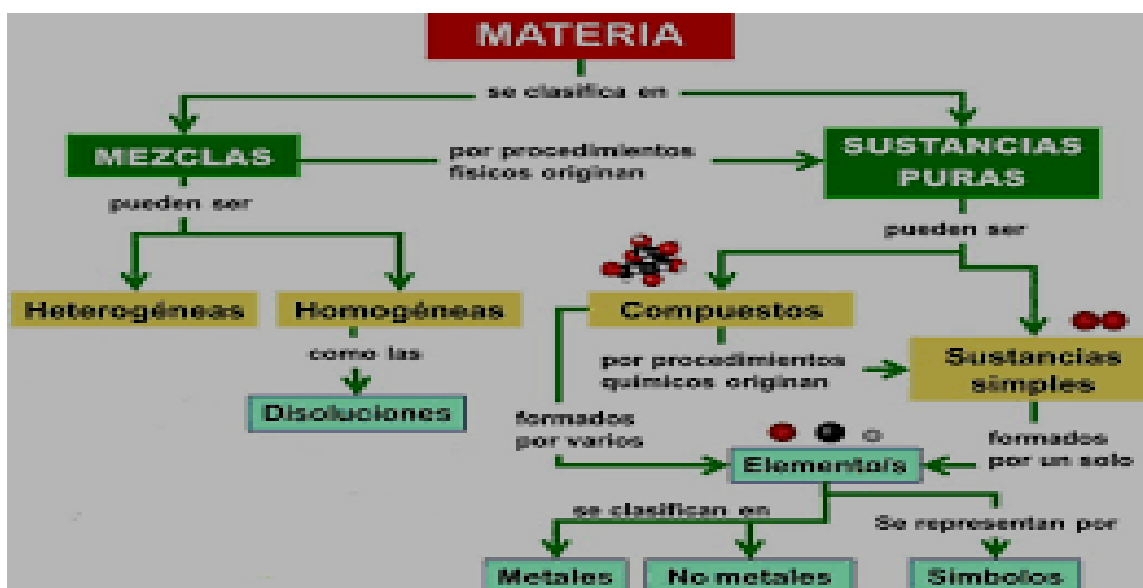 MATERIA
se clasifica en
MEZCLAS
por procedimientos
físicos originan
SUSTANCIAS
PURAS
pueden ser
pueden ser
Heterogéneas
Homogéneas
Compuestos
como las
por procedimientos
químicos originan
Sustancias
simples
Disoluciones
formados
por varios
formados
por un solo
Elemento/s
se clasifican en
Se representan por
Metales
No metales
Símbolos